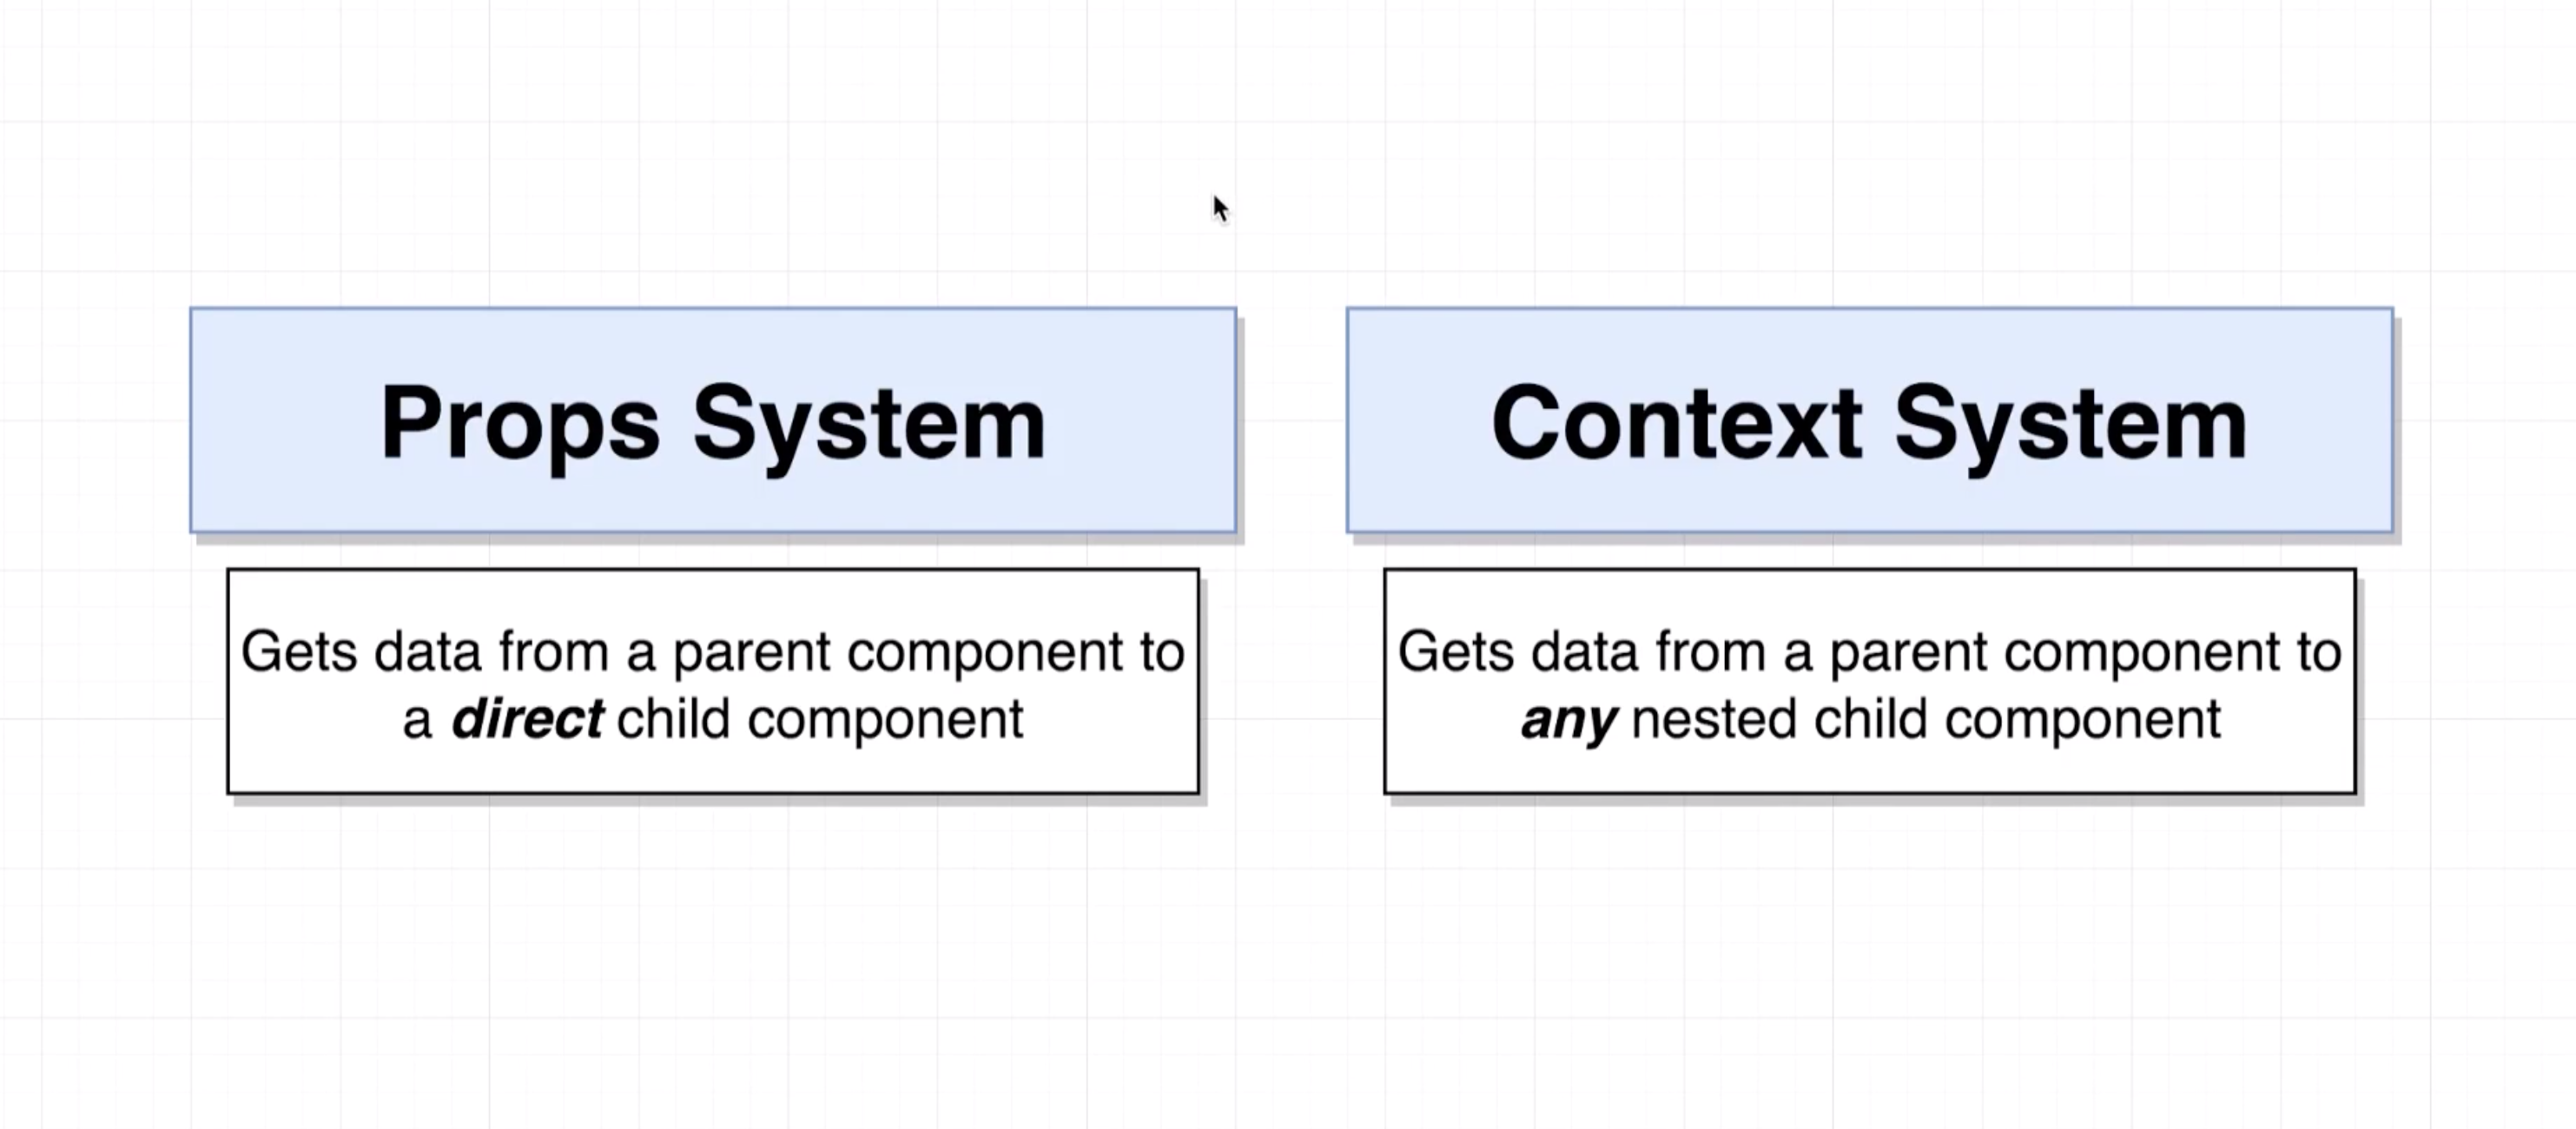 Props System
Gets data from a parent component to
a direct child component
Context System
Gets data from a parent component to
any nested child component